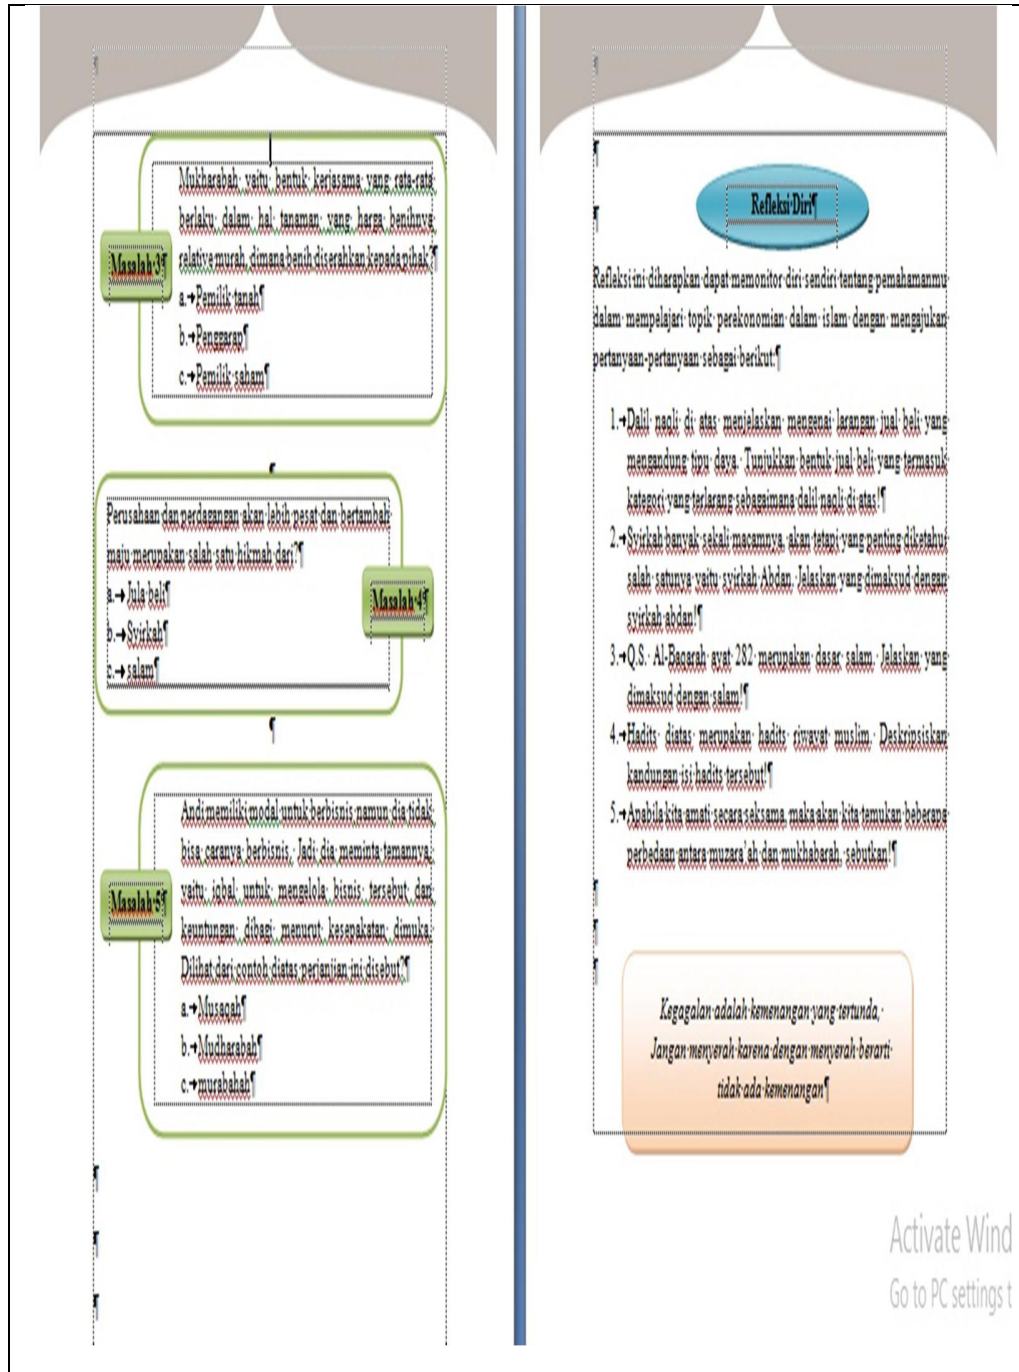 Mukharabah yaitu bentuk kerjasama yang rata-rata
berlaku dalam hal tanaman yang harga benihnya
relative murah, dimana benih diserahkan kepada pihak?
Masalah 3
a. Pemilik tanah
b. Penggarap
c. Pemilik saham
Perusahaan dan perdagangan akan lebih pesat dan bertambah
maju merupakan salah satu hikmah dari?
a. Jula beli
b. Syirkah
c. salam
Masalah 4
Andi memiliki modal untuk berbisnis namun dia tidak
bisa caranya berbisnis. Jadi dia meminta temannya
yaitu iqbal untuk mengelola bisnis tersebut dan
keuntungan dibagi menurut kesepakatan dimuka.
Dilihat dari contoh diatas perjanjian ini disebut?
Masalah 5
a. Musaqah
b. Mudharabah
c. murabahah
Refleksi Diri
Refleksi ini diharapkan dapat memonitor diri sendiri tentang pemahamanmu
dalam mempelajari topik perekonomian dalam islam dengan mengajukan
pertanyaan-pertanyaan sebagai berikut:
1. Dalil naqli di atas menjelaskan mengenai larangan jual beli yang
mengandung tipu daya. Tunjukkan bentuk jual beli yang termasuk
kategori yang terlarang sebagaimana dalil naqli di atas!
2. Syirkah banyak sekali macamnya, akan tetapi yang penting diketahui
salah satunya yaitu syirkah Abdan. Jelaskan yang dimaksud dengan
syirkah abdan!
3. Q.S. Al-Baqarah ayat 282 merupakan dasar salam. Jelaskan yang
dimaksud dengan salam!
4. Hadits diatas merupakan hadits riwayat muslim. Deskripsiskan
kandungan isi hadits tersebut!
5. Apabila kita amati secara seksama, maka akan kita temukan beberapa
perbedaan antara muzara'ah dan mukhabarah, sebutkan!
Kegagalan adalah kemenangan yang tertunda,
Jangan menyerah karena dengan menyerah berarti
tidak ada kemenangan
Activate Wind
Go to PC settings t